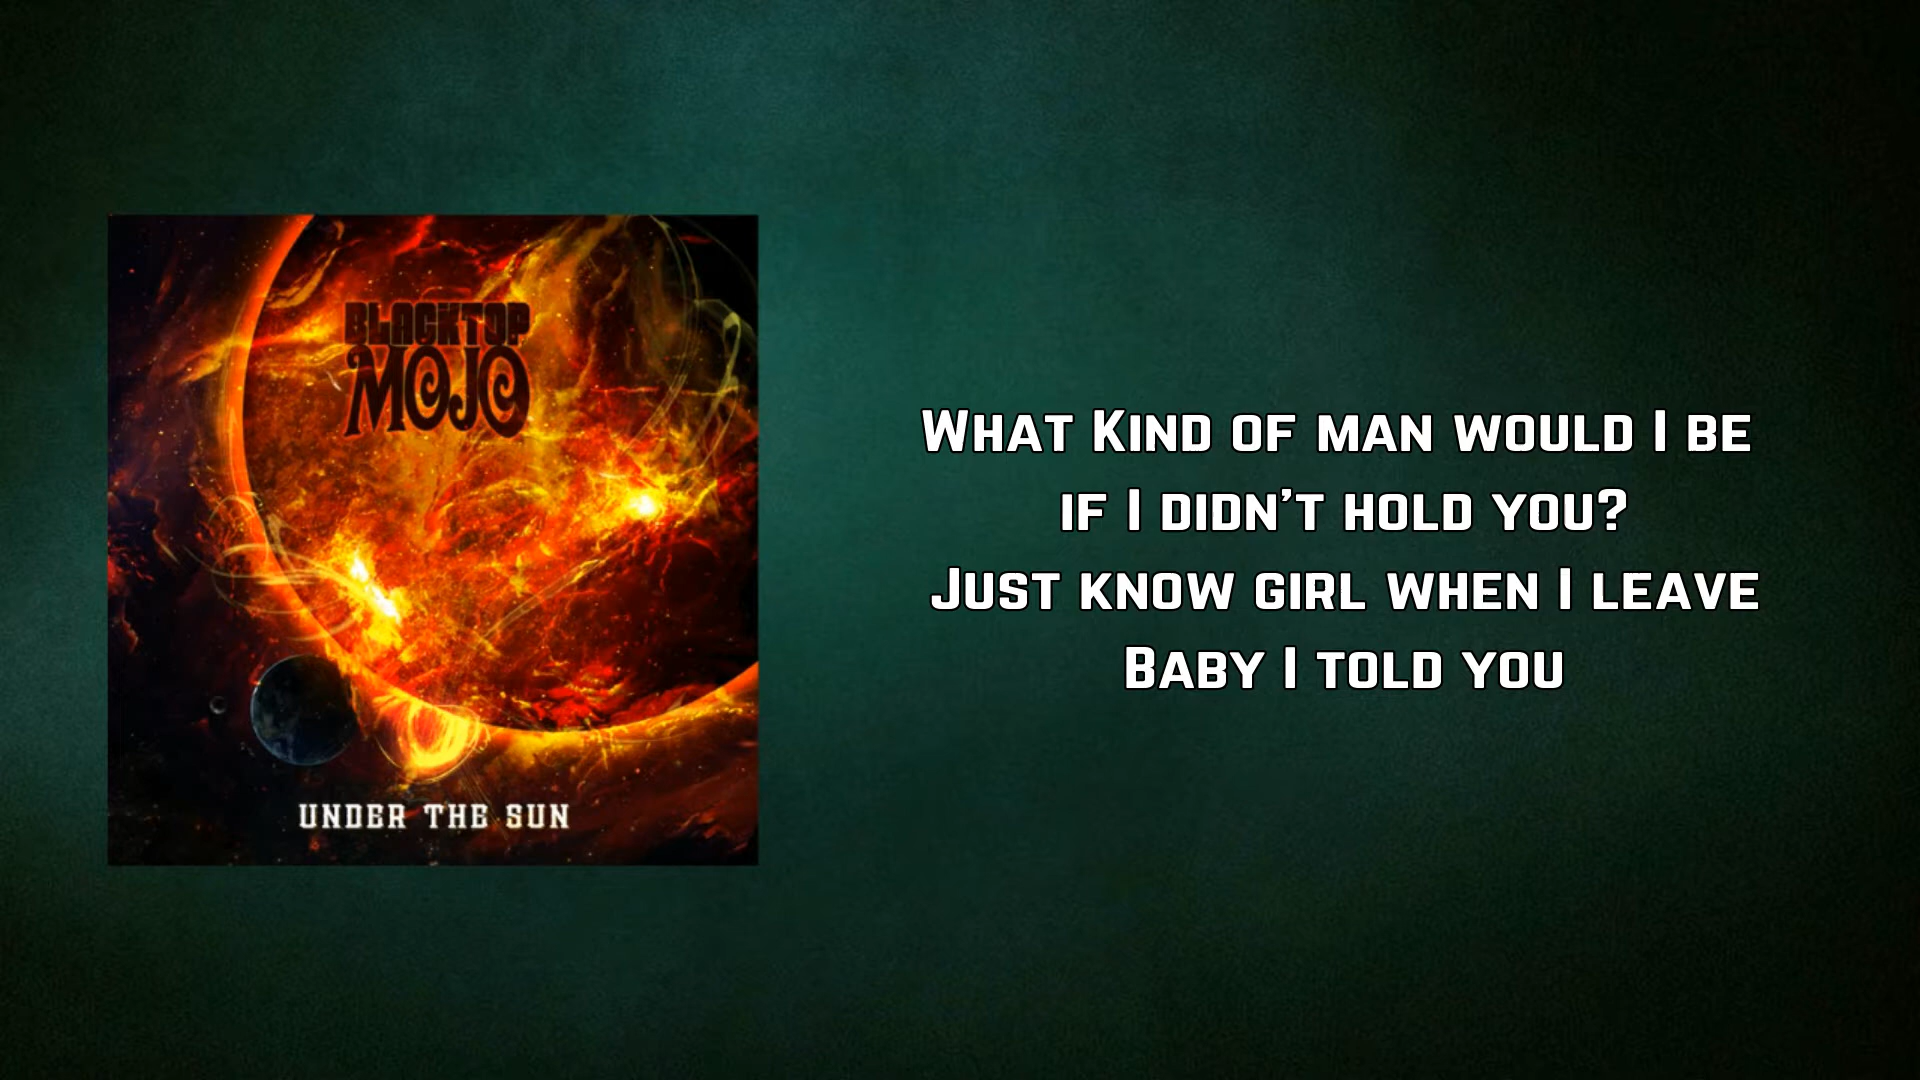 BLACKTOP
MOJO
UNDER THE SUN
What Kind of man would I be
if I didn't hold you?
Just know girl when I leave
Baby I told you